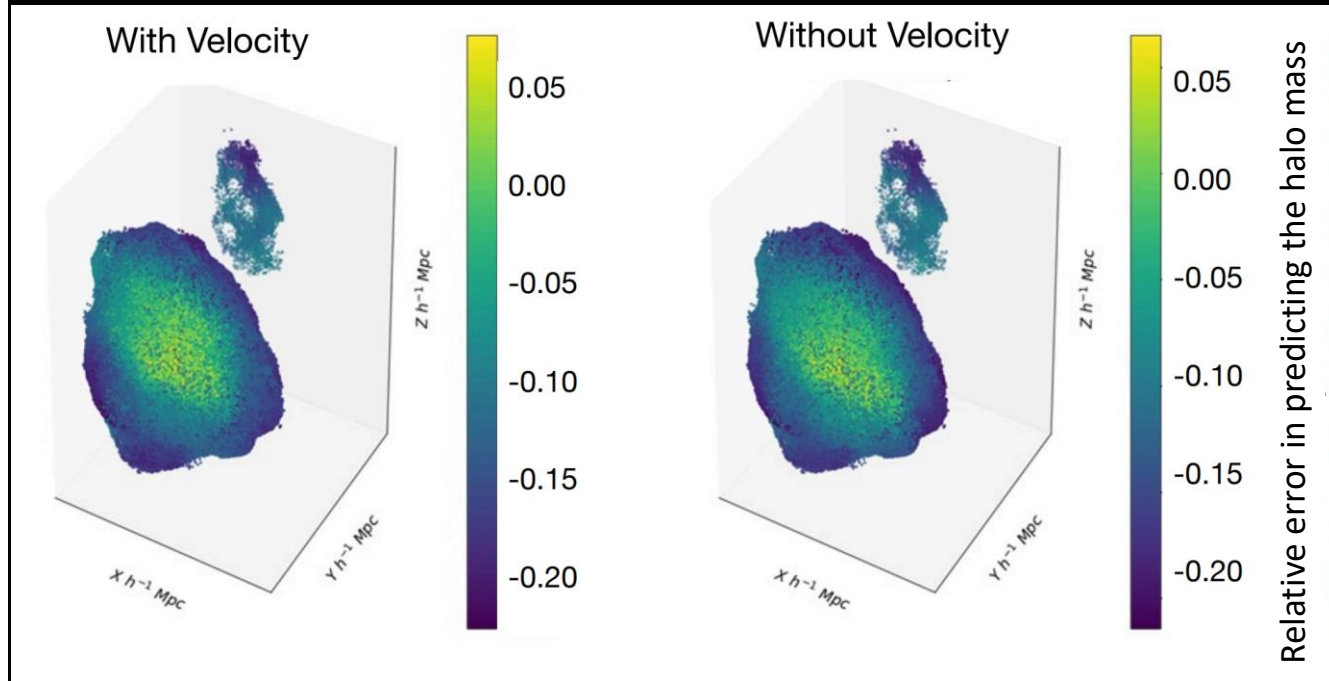 With Velocity
0.05
0.00
-0.05
-0.10
-0.15
-0.20
Z h⁻¹ Mpc
Y h⁻¹ Mpc
X h⁻¹ Mpc
Without Velocity
0.05
0.00
-0.05
-0.10
-0.15
-0.20
Z h⁻¹ Mpc
Y h⁻¹ Mpc
X h⁻¹ Mpc
Relative error in predicting the halo mass